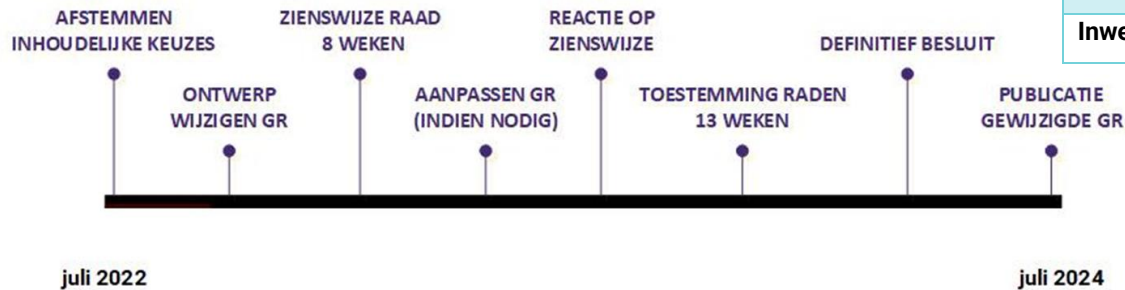 AFSTEMMEN
INHOUDELIJKE KEUZES
ONTWERP
WIJZIGEN GR
ZIENSWIJZE RAAD
8 WEKEN
AANPASSEN GR
(INDIEN NODIG)
REACTIE OP
ZIENSWIJZE
TOESTEMMING RADEN
13 WEKEN
DEFINITIEF BESLUIT
PUBLICATIE
GEWIJZIGDE GR
Inwe
juli 2022
juli 2024